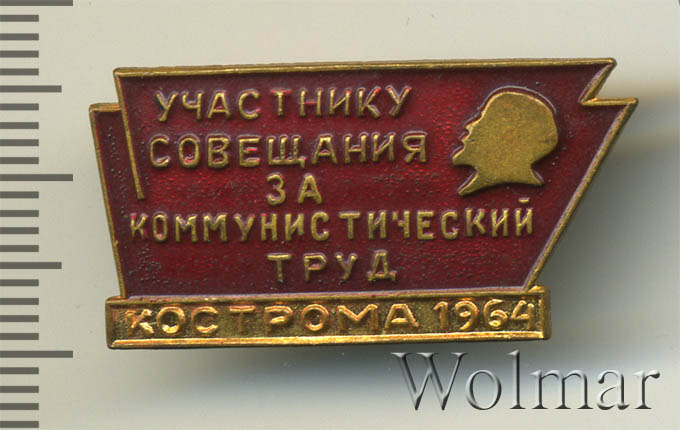 УЧАСТНИКУ
СОВЕЩАНИЯ
ЗА
КОММУНИСТИЧЕСКИЙ
ТРУД
КОСТРОМА 1964
Wolmar